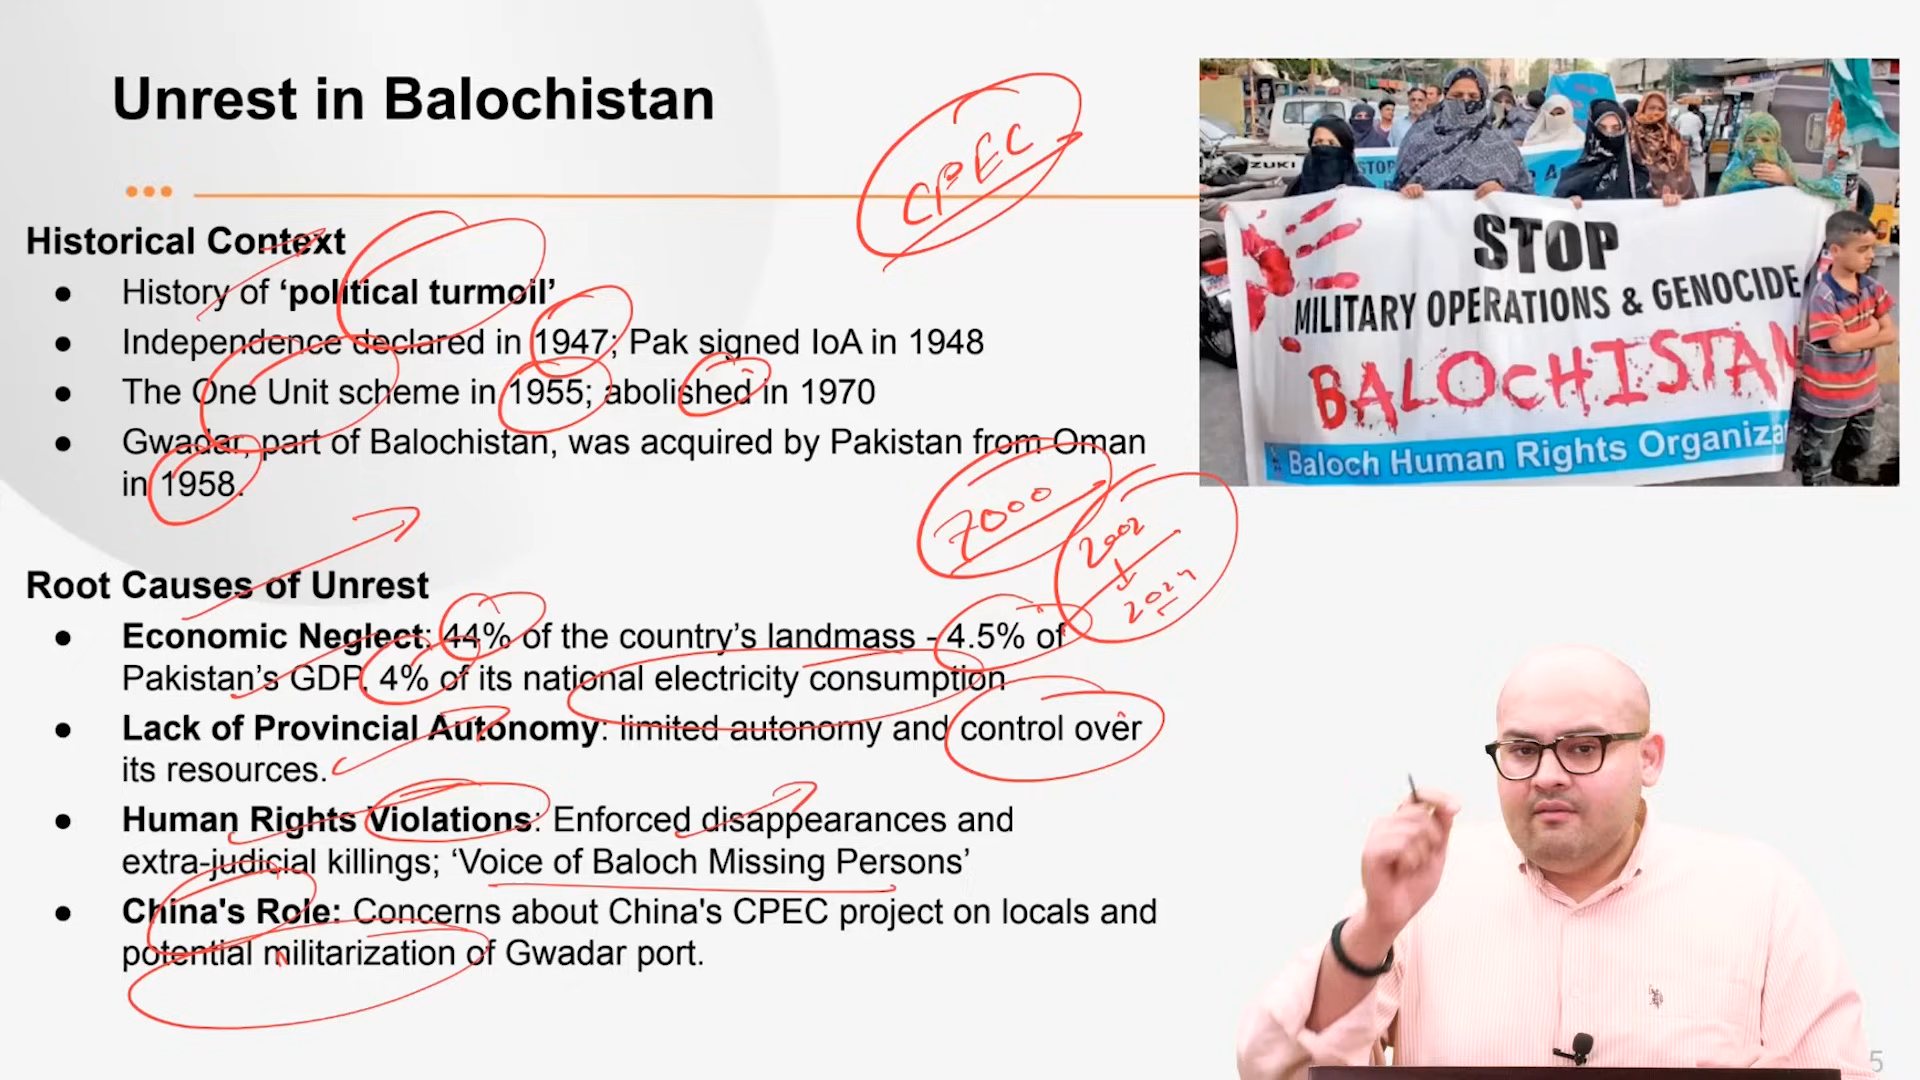 Unrest in Balochistan
CPEC
Historical Context
● History of ‘political turmoil’
● Independence declared in 1947; Pak signed IoA in 1948
● The One Unit scheme in 1955; abolished in 1970
● Gwadar, part of Balochistan, was acquired by Pakistan from Oman
in 1958.
7000
2002
2024
Root Causes of Unrest
● Economic Neglect: 44% of the country’s landmass - 4.5% of
Pakistan’s GDP, 4% of its national electricity consumption
● Lack of Provincial Autonomy: limited autonomy and control over
its resources.
● Human Rights Violations: Enforced disappearances and
extra-judicial killings; ‘Voice of Baloch Missing Persons’
● China's Role: Concerns about China's CPEC project on locals and
potential militarization of Gwadar port.
ZUKI
STOP
A
STOP
MILITARY OPERATIONS & GENOCIDE
BALOCHISTAN
Baloch Human Rights Organiza
5